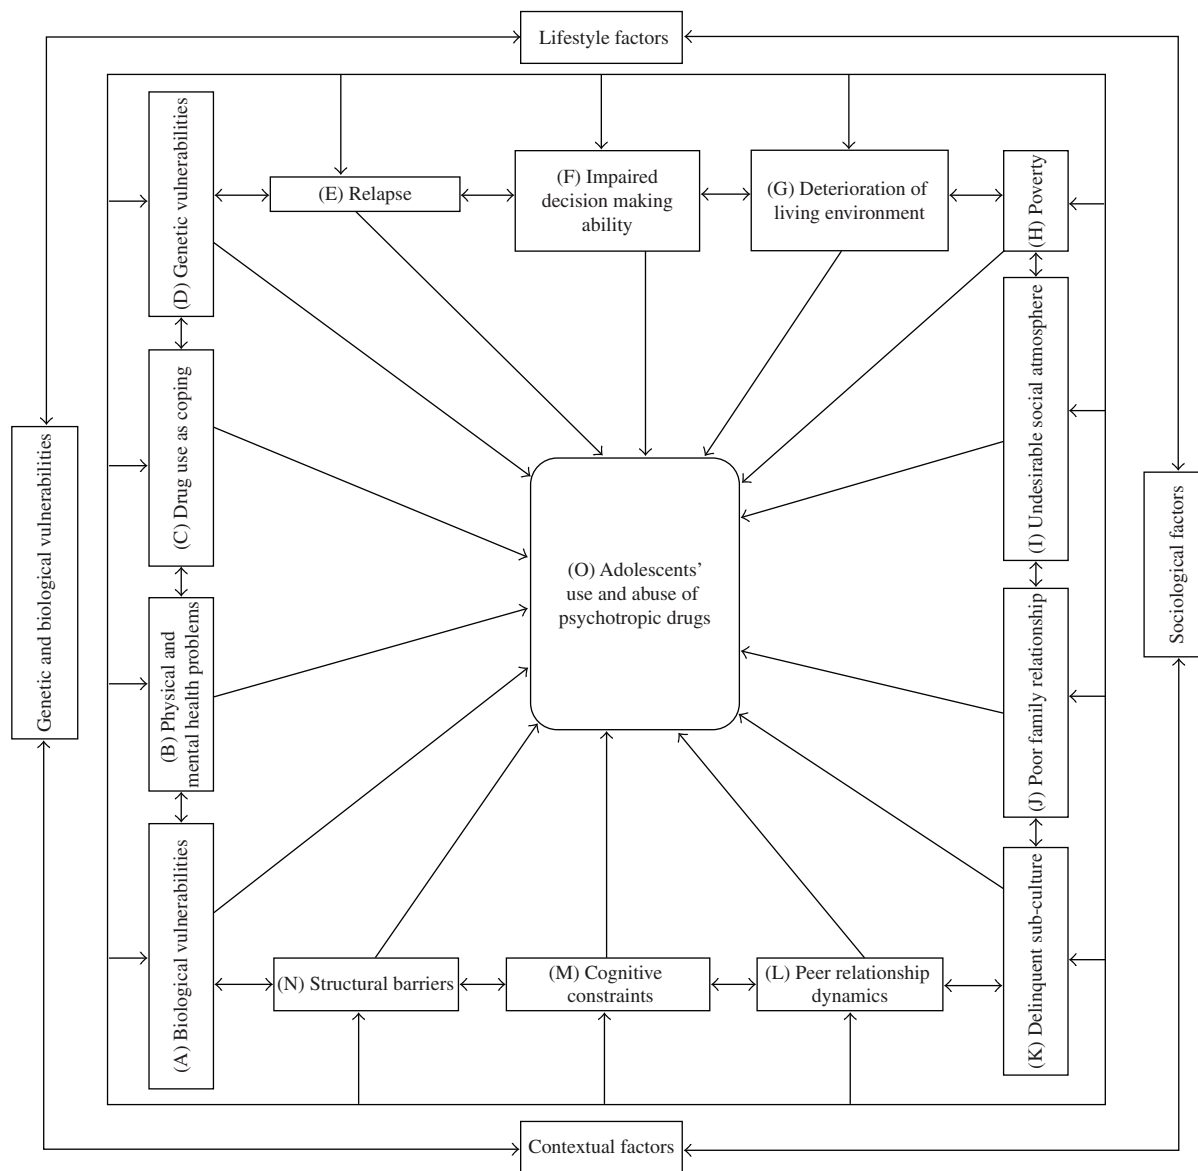 Lifestyle factors
(D) Genetic vulnerabilities
(E) Relapse
(F) Impaired
decision making
ability
(G) Deterioration of
living environment
(H) Poverty
(C) Drug use as coping
(I) Undesirable social atmosphere
Genetic and biological vulnerabilities
(O) Adolescents’
use and abuse of
psychotropic drugs
Sociological factors
(B) Physical and
mental health problems
(J) Poor family relationship
(A) Biological vulnerabilities
(N) Structural barriers
(M) Cognitive
constraints
(L) Peer relationship
dynamics
(K) Delinquent sub-culture
Contextual factors